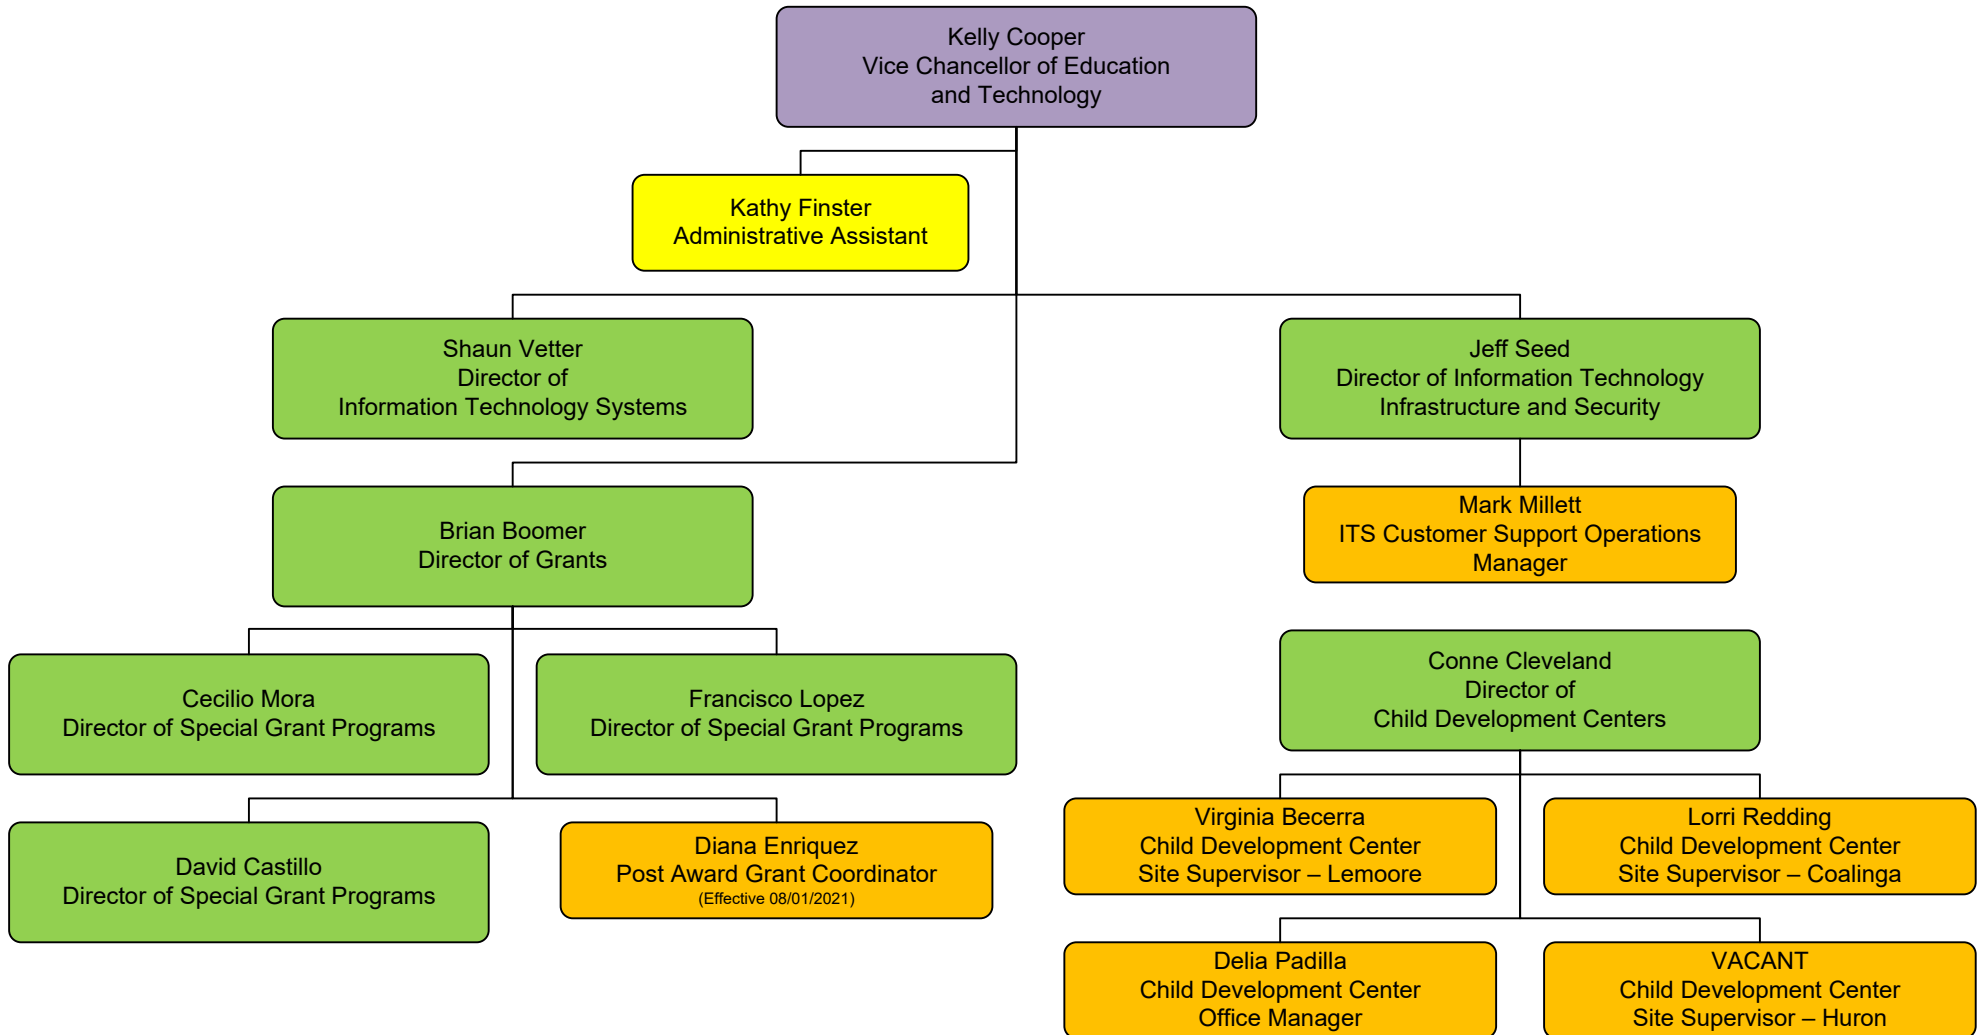 Kelly Cooper
Vice Chancellor of Education
and Technology
Kathy Finster
Administrative Assistant
Shaun Vetter
Director of
Information Technology Systems
Jeff Seed
Director of Information Technology
Infrastructure and Security
Brian Boomer
Director of Grants
Mark Millett
ITS Customer Support Operations
Manager
Cecilio Mora
Director of Special Grant Programs
Francisco Lopez
Director of Special Grant Programs
Conne Cleveland
Director of
Child Development Centers
David Castillo
Director of Special Grant Programs
Diana Enriquez
Post Award Grant Coordinator
(Effective 08/01/2021)
Virginia Becerra
Child Development Center
Site Supervisor – Lemoore
Lorri Redding
Child Development Center
Site Supervisor – Coalinga
Delia Padilla
Child Development Center
Office Manager
VACANT
Child Development Center
Site Supervisor – Huron